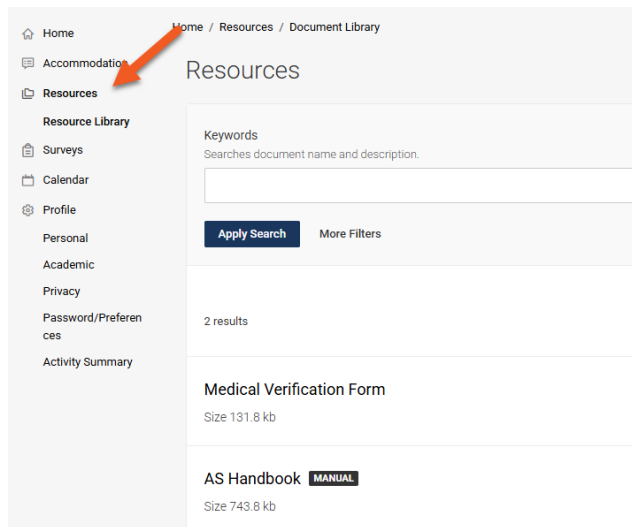 Home
Accommodation
Resources
Resource Library
Surveys
Calendar
Profile
Personal
Academic
Privacy
Password/Preferen
ces
Activity Summary
Home / Resources / Document Library
Resources
Keywords
Searches document name and description.
Apply Search
More Filters
2 results
Medical Verification Form
Size 131.8 kb
AS Handbook MANUAL
Size 743.8 kb